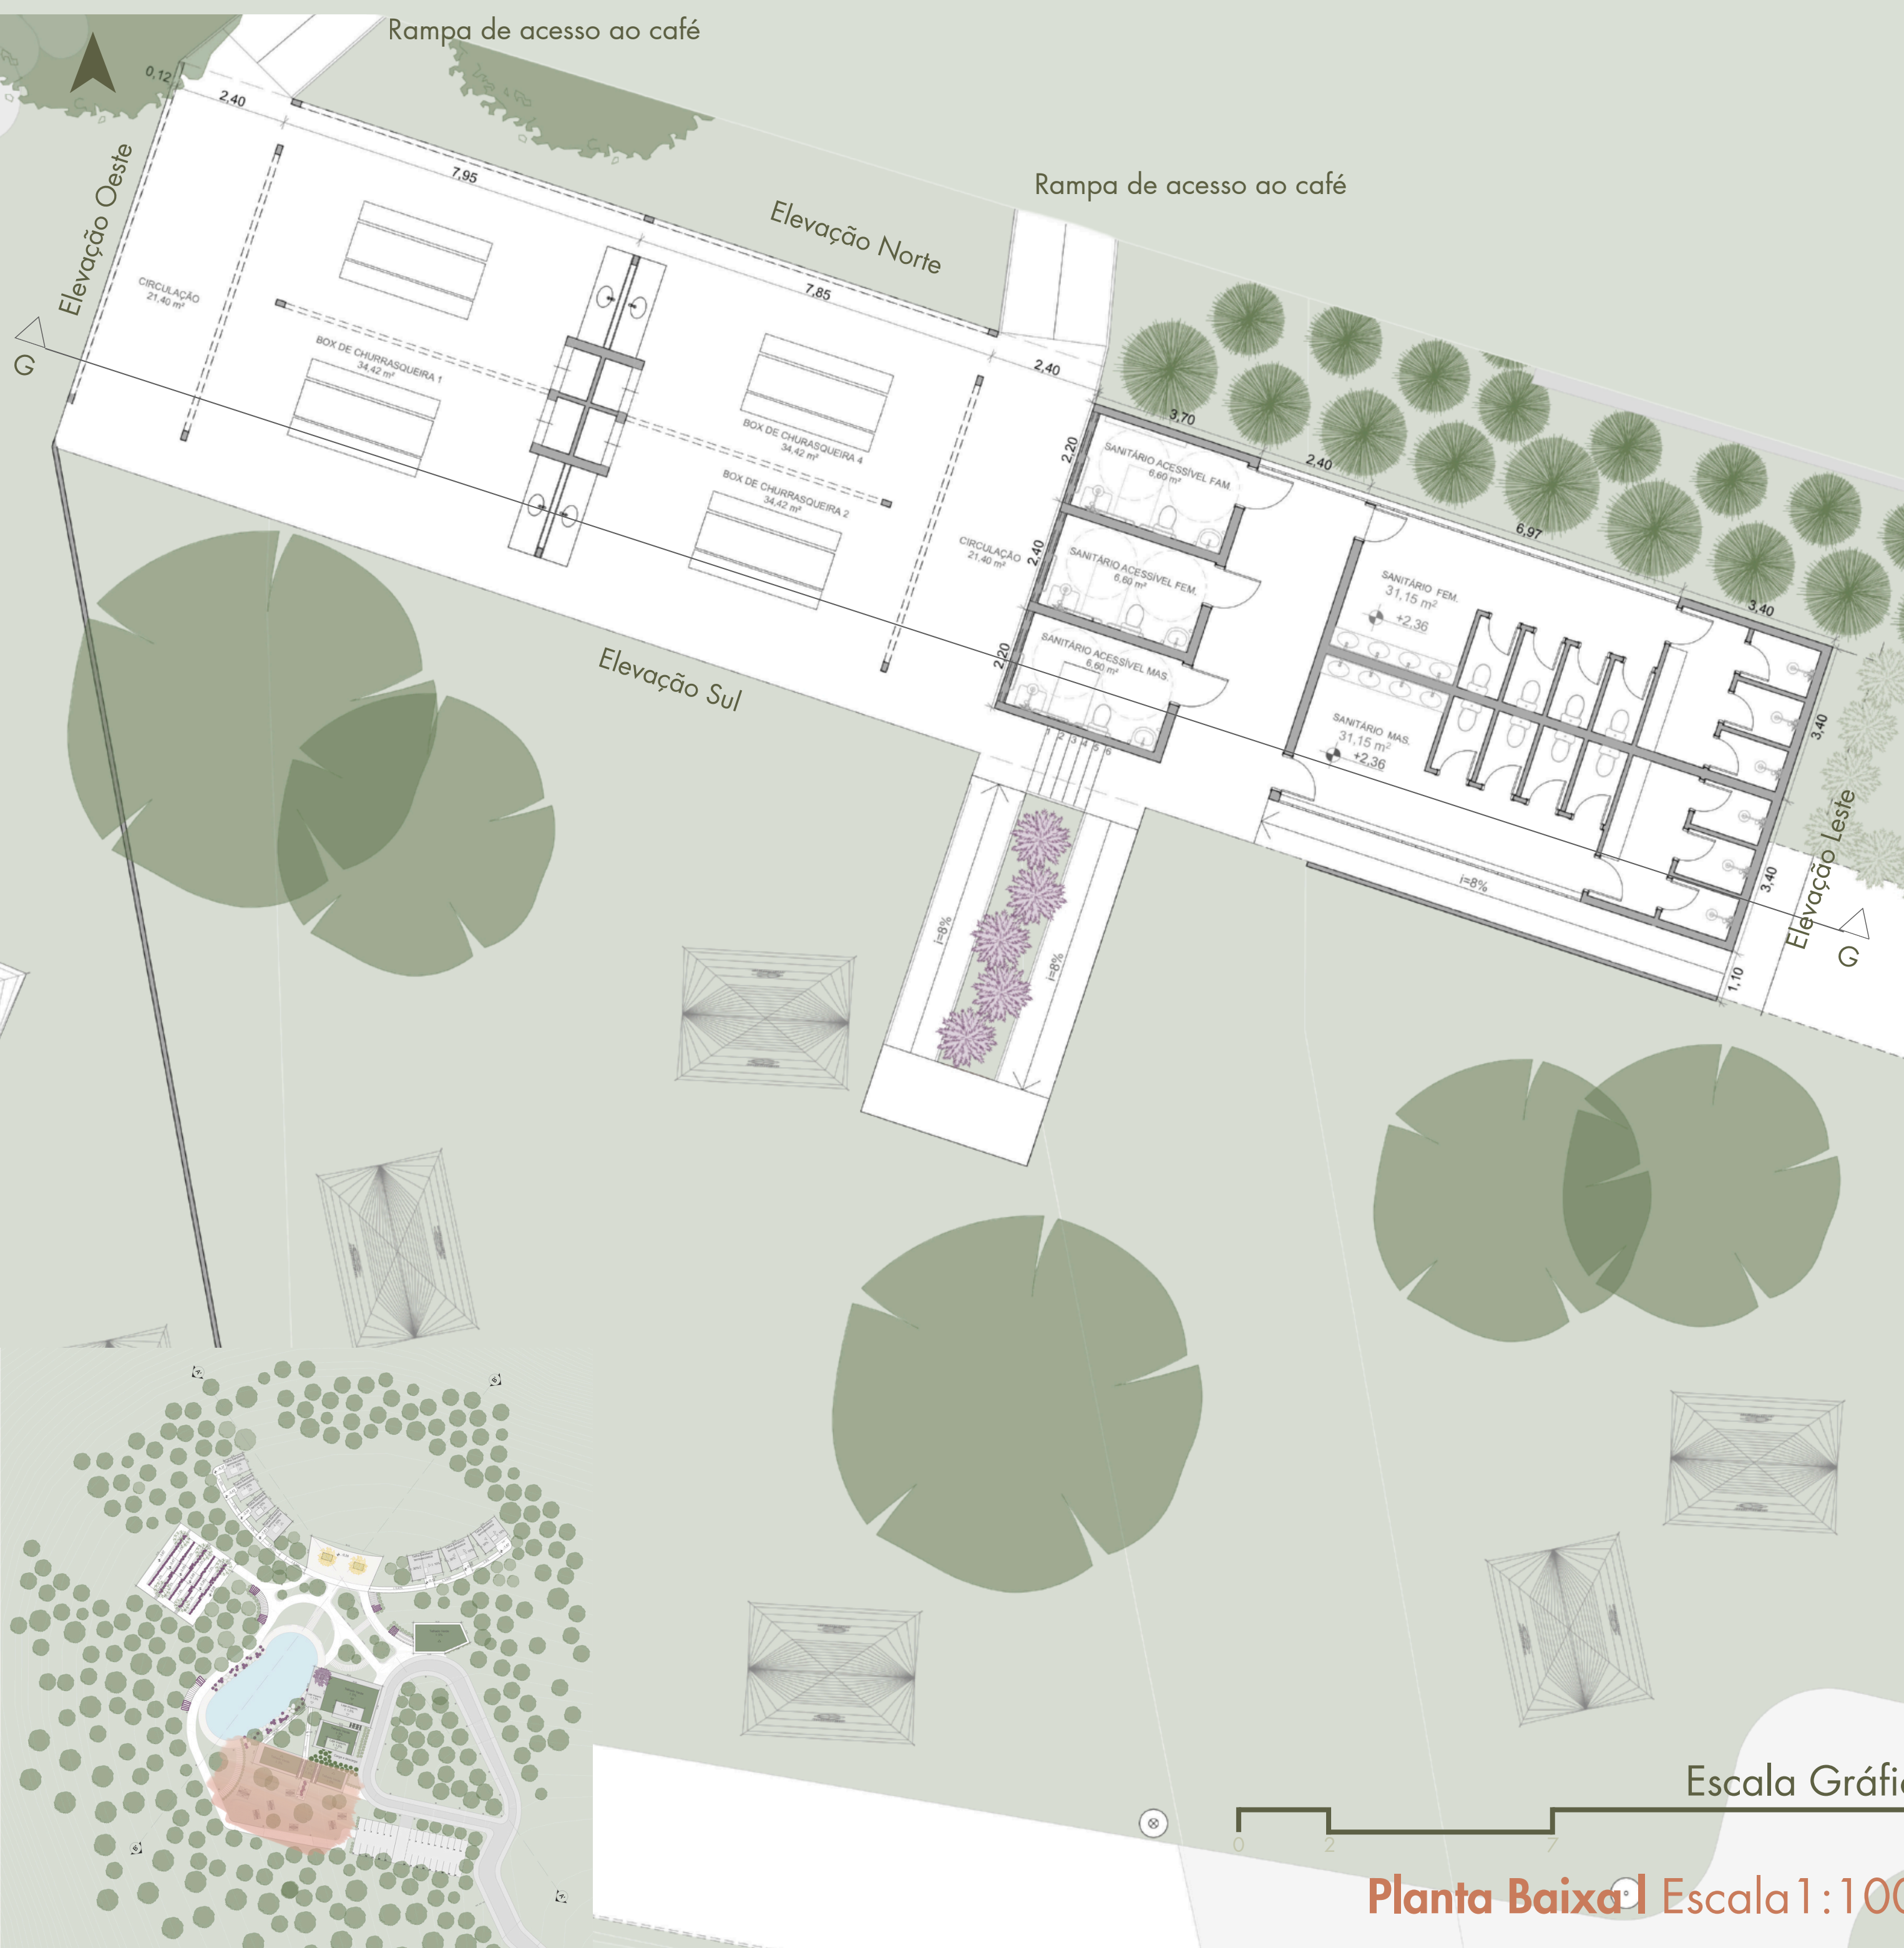 Rampa de acesso ao café
0,12
2,40
Elevação Oeste
7,95
Rampa de acesso ao café
Elevação Norte
7,85
CIRCULAÇÃO
21,40 m²
G
BOX DE CHURRASQUEIRA 1
34,42 m²
2,40
3,70
BOX DE CHURASQUEIRA 4
34,42 m²
2,20
SANITÁRIO ACESSÍVEL FAM.
6,60 m²
2,40
BOX DE CHURRASQUEIRA 2
34,42 m²
6,97
CIRCULAÇÃO
21,40 m²
2,40
SANITÁRIO ACESSÍVEL FEM.
6,60 m²
SANITÁRIO FEM.
31,15 m²
+2,36
3,40
2,20
SANITÁRIO ACESSÍVEL MAS.
6,60 m²
Elevação Sul
SANITÁRIO MAS.
31,15 m²
+2,36
3,40
1 2 3 4 5 6
Elevação Leste
i=8%
3,40
i=8%
i=8%
G
1,10
Escala Gráfic
0
2
7
Planta Baixa I Escala1:100